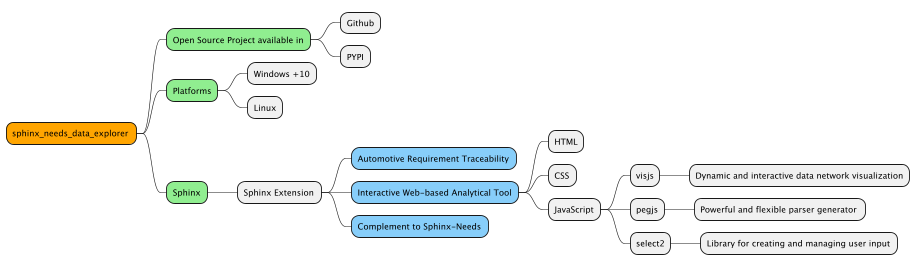 sphinx_needs_data_explorer
Open Source Project available in
Github
PYPI
Platforms
Windows +10
Linux
Sphinx
Sphinx Extension
Automotive Requirement Traceability
Interactive Web-based Analytical Tool
HTML
CSS
JavaScript
visjs
Dynamic and interactive data network visualization
pegjs
Powerful and flexible parser generator
select2
Library for creating and managing user input
Complement to Sphinx-Needs